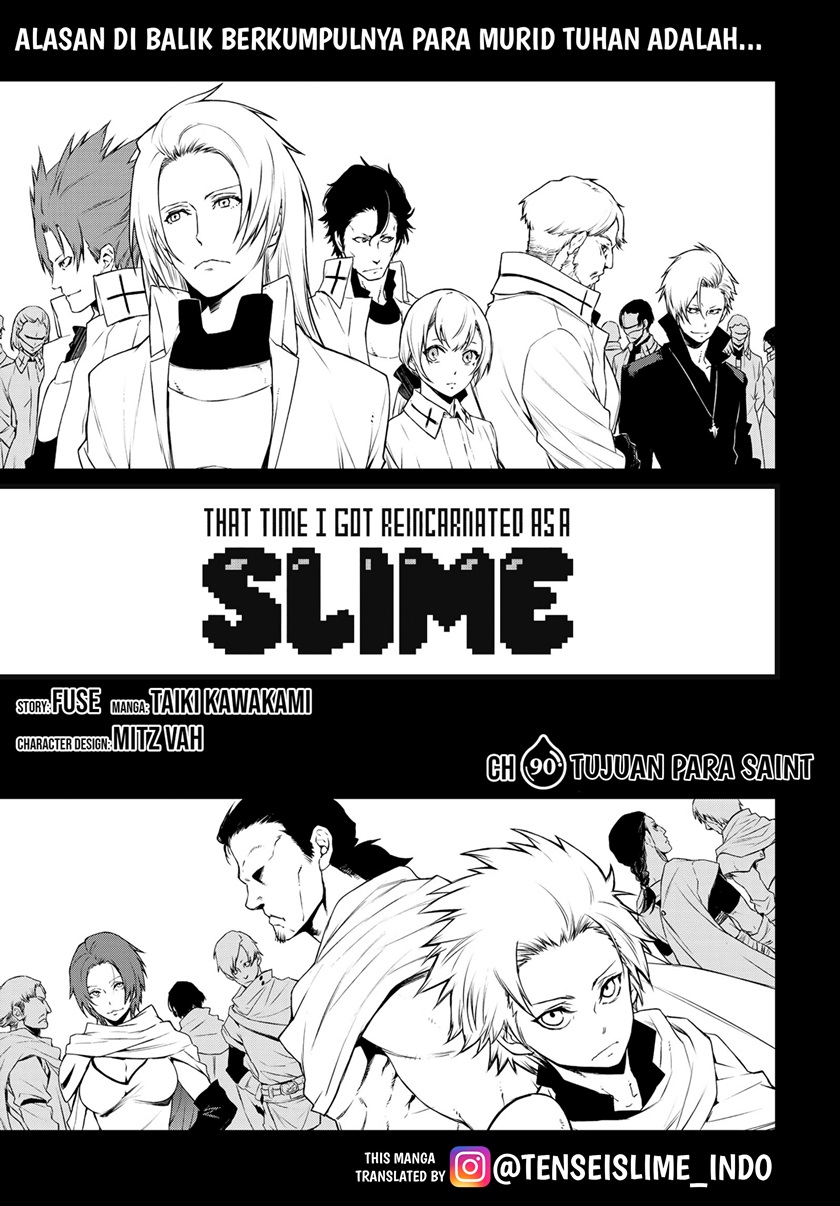 ALASAN DI BALIK BERKUMPULNYA PARA MURID TUHAN ADALAH...
THAT TIME I GOT REINCARNATED AS A
SLIME
STORY: FUSE MANGA: TAIKI KAWAKAMI
CHARACTER DESIGN: MITZ VAH
CH 90 TUJUAN PARA SAINT
THIS MANGA
TRANSLATED BY @TENSEISLIME_INDO